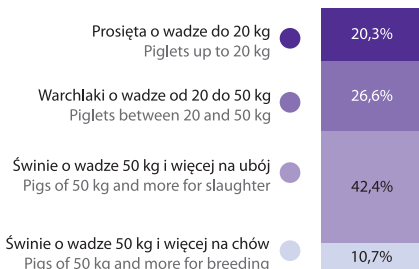 Prosięta o wadze do 20 kg
Piglets up to 20 kg
20,3%
Warchlaki o wadze od 20 do 50 kg
Piglets between 20 and 50 kg
26,6%
Świnie o wadze 50 kg i więcej na ubój
Pigs of 50 kg and more for slaughter
42,4%
Świnie o wadze 50 kg i więcej na chów
Pigs of 50 kg and more for breeding
10,7%